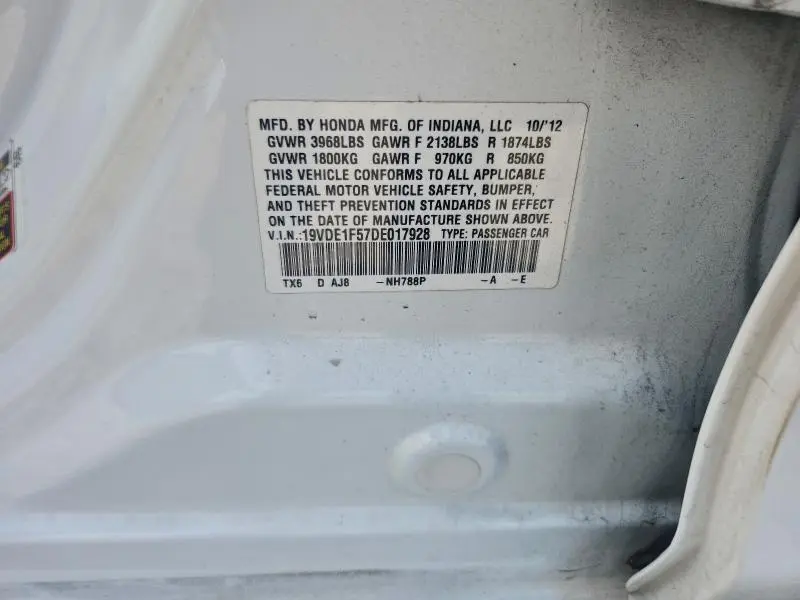 MFD. BY HONDA MFG. OF INDIANA, LLC 10/'12
GVWR 3968LBS GAWR F 2138LBS R 1874LBS
GVWR 1800KG GAWR F 970KG R 850KG
THIS VEHICLE CONFORMS TO ALL APPLICABLE
FEDERAL MOTOR VEHICLE SAFETY, BUMPER,
AND THEFT PREVENTION STANDARDS IN EFFECT
ON THE DATE OF MANUFACTURE SHOWN ABOVE.
V.I.N.:19VDE1F57DE017928 TYPE: PASSENGER CAR
TX6 D AJ8 -NH788P -A -E